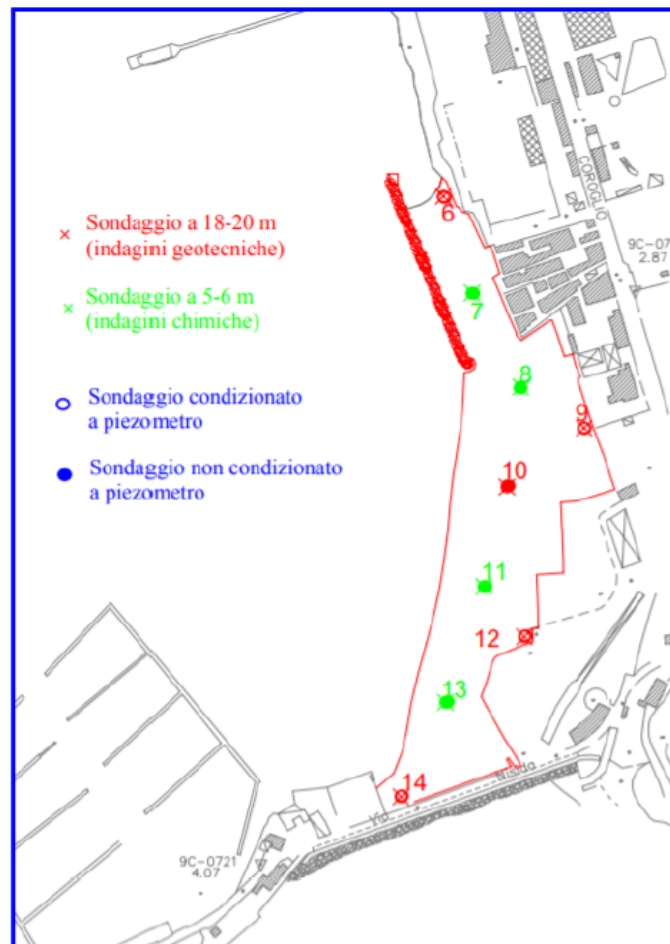 COROGLIO
6
Sondaggio a 18-20 m
(indagini geotecniche)
9C-07
2.87
7
Sondaggio a 5-6 m
(indagini chimiche)
8
Sondaggio condizionato
a piezometro
9
Sondaggio non condizionato
a piezometro
10
11
12
13
14
Via Nisida
9C-0721
4.07